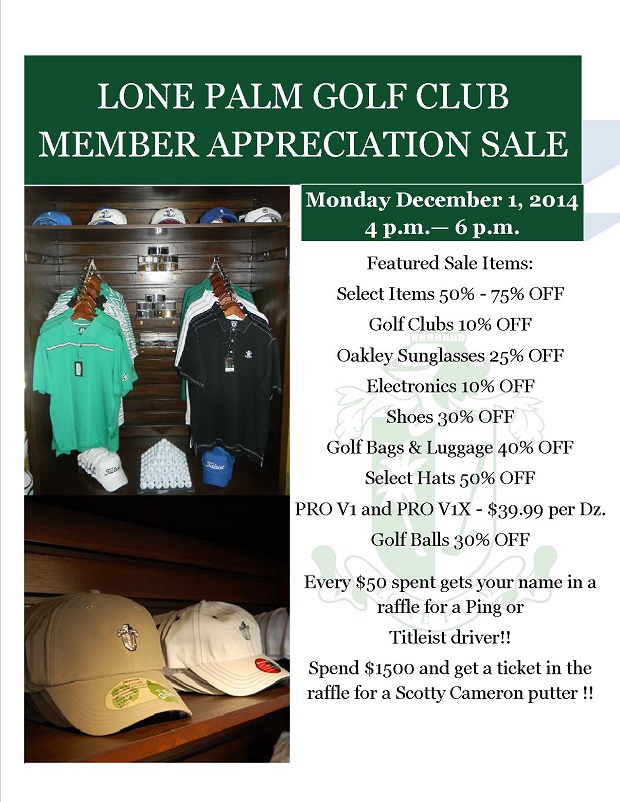 LONE PALM GOLF CLUB
MEMBER APPRECIATION SALE
Monday December 1, 2014
4 p.m.— 6 p.m.
Featured Sale Items:
Select Items 50% - 75% OFF
Golf Clubs 10% OFF
Oakley Sunglasses 25% OFF
Electronics 10% OFF
Shoes 30% OFF
Golf Bags & Luggage 40% OFF
Select Hats 50% OFF
PRO V1 and PRO V1X - $39.99 per Dz.
Golf Balls 30% OFF
Every $50 spent gets your name in a
raffle for a Ping or
Titleist driver!!
Spend $1500 and get a ticket in the
raffle for a Scotty Cameron putter !!
Titleist
Titleist